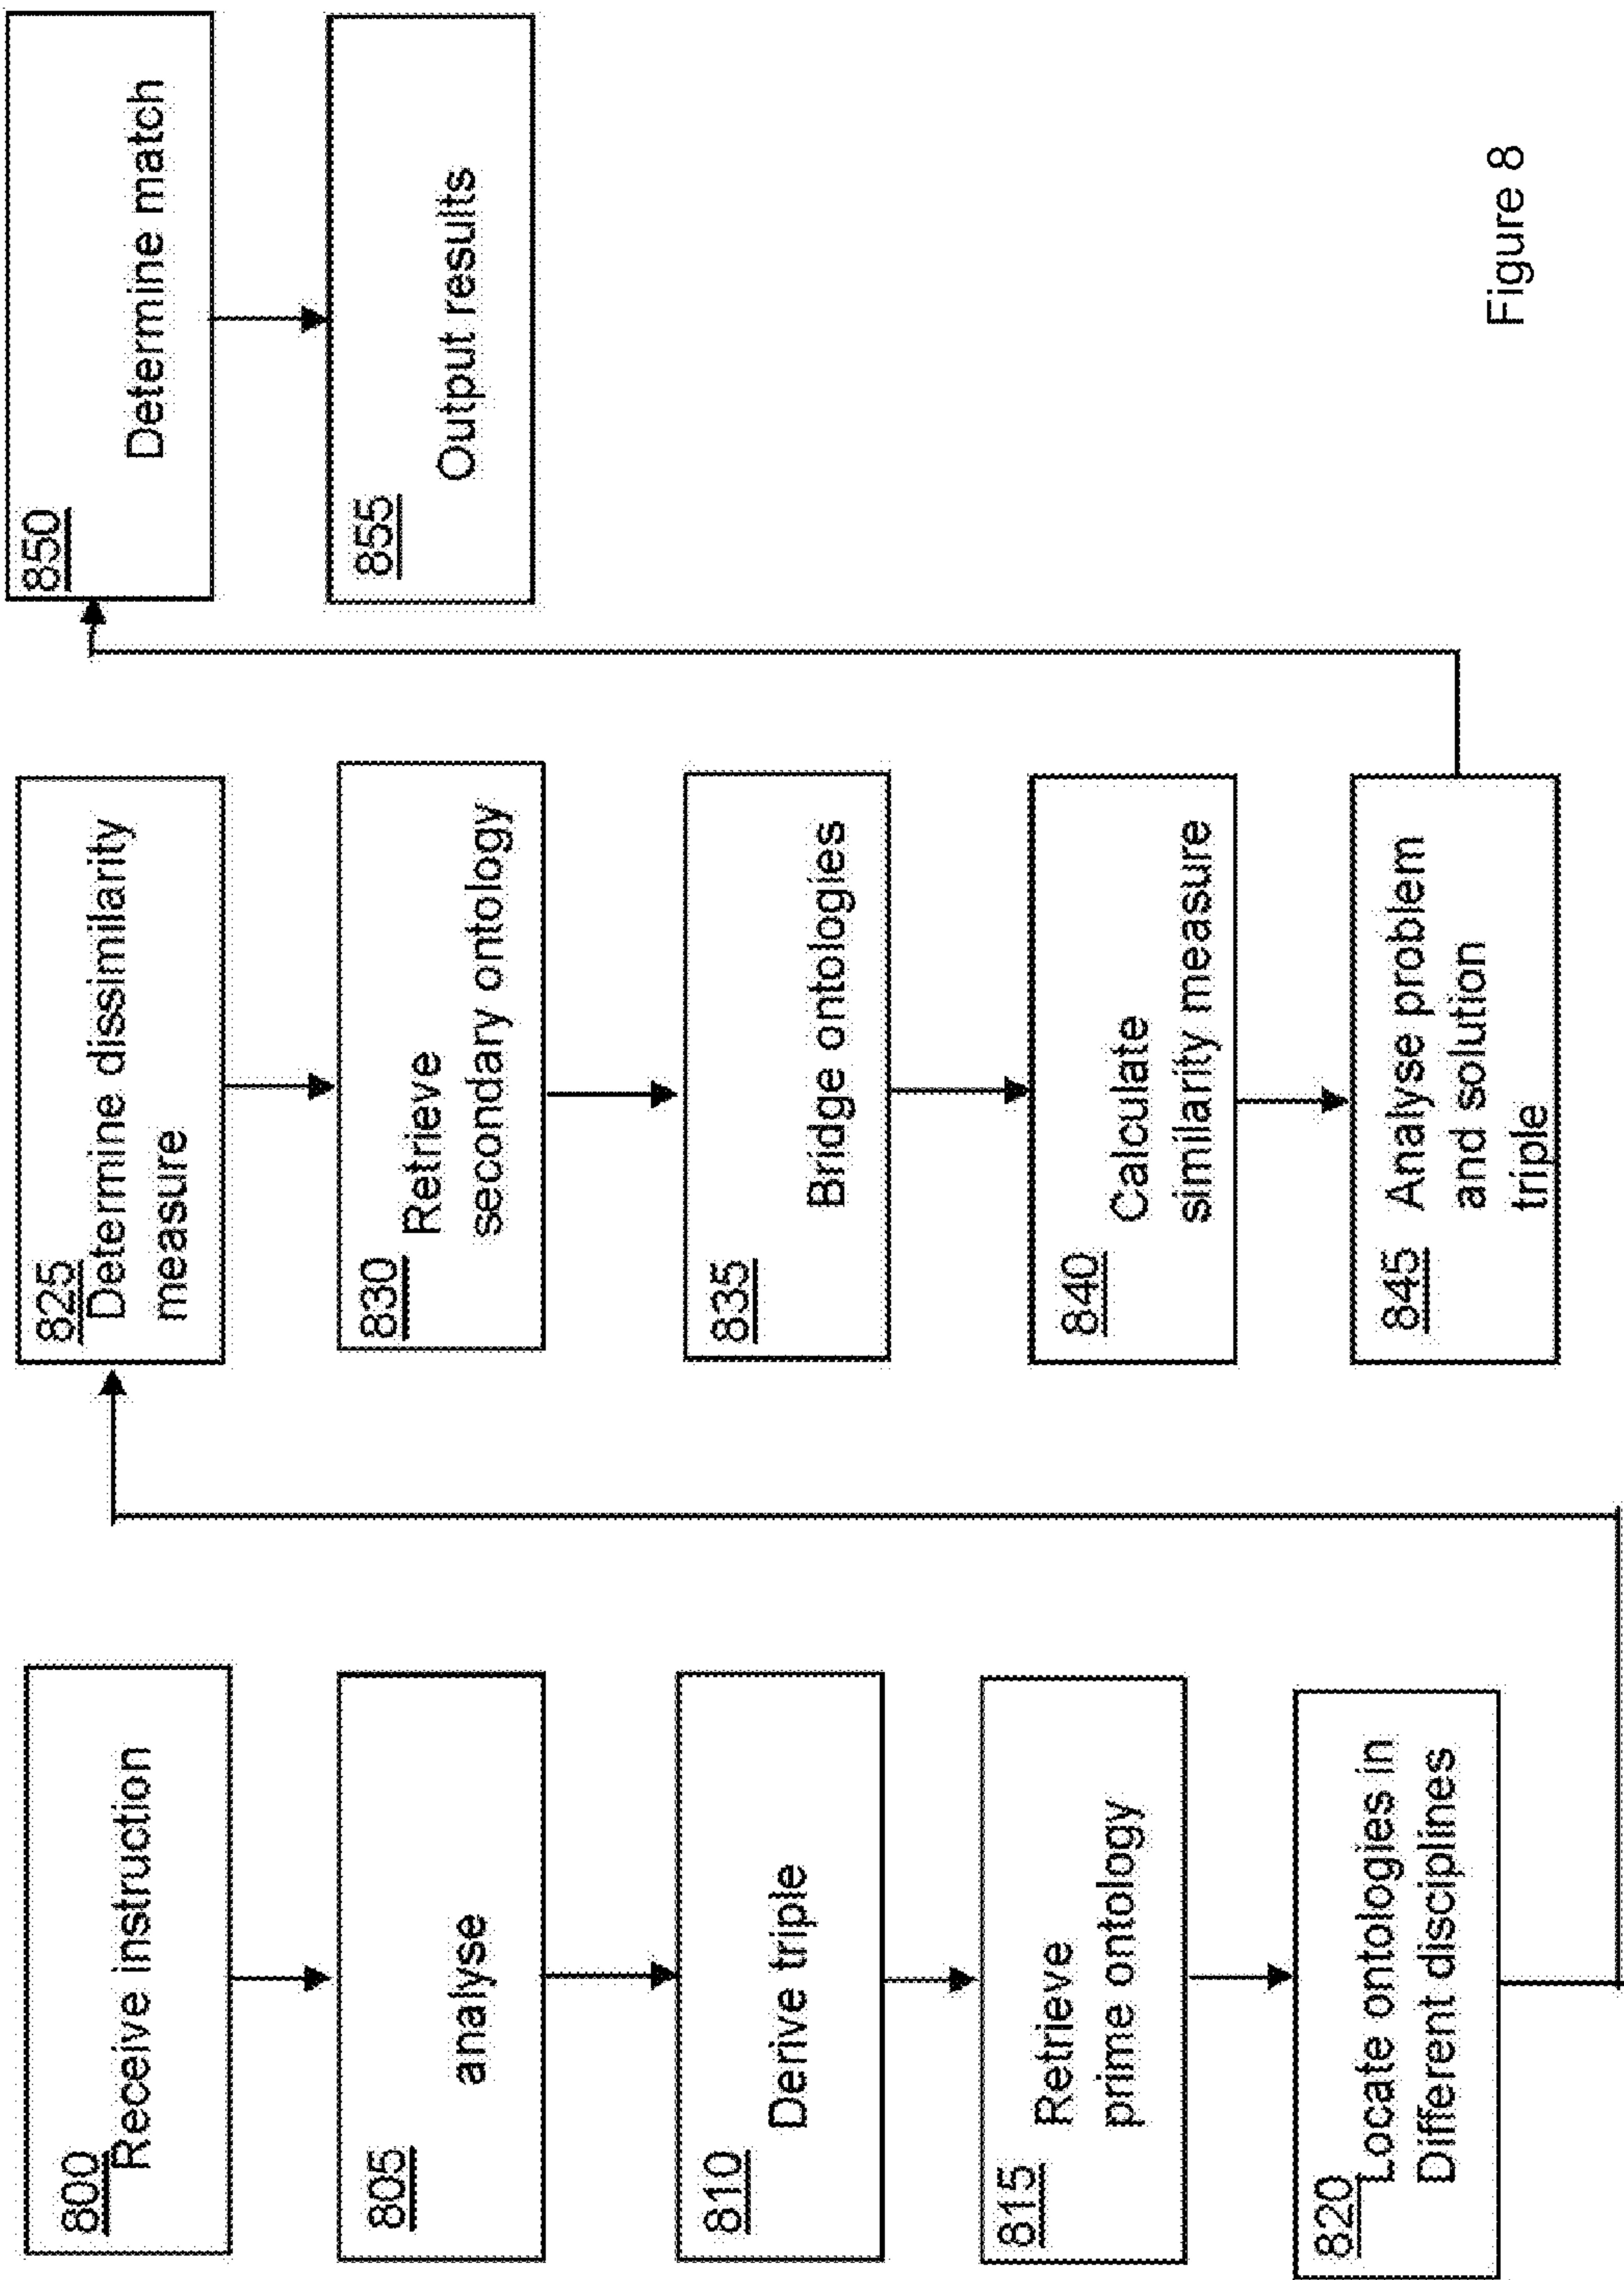 800
Receive instruction
805
analyse
810
Derive triple
815
Retrieve
prime ontology
820
Locate ontologies in
Different disciplines
825
Determine dissimilarity
measure
830
Retrieve
secondary ontology
835
Bridge ontologies
840
Calculate
similarity measure
845
Analyse problem
and solution
triple
850
Determine match
855
Output results
Figure 8